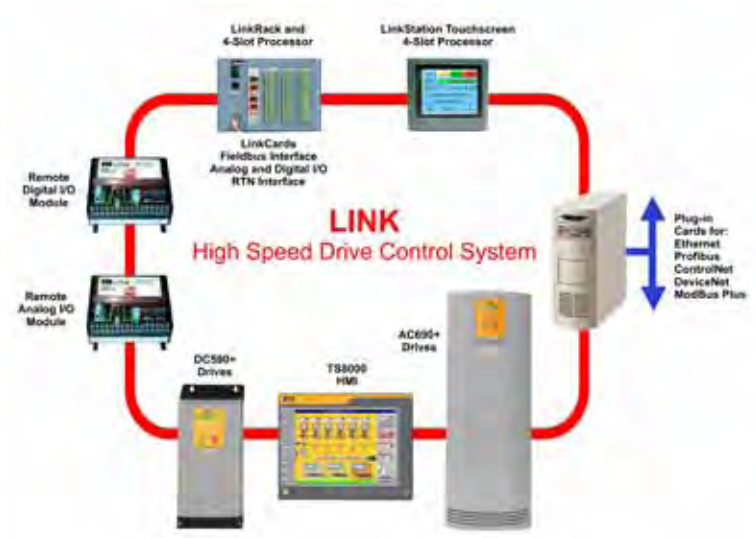 LinkRack and
4-Slot Processor
LinkStation Touchscreen
4-Slot Processor
LinkCards
Fieldbus Interface
Analog and Digital I/O
RTN Interface
Remote
Digital I/O
Module
LINK
High Speed Drive Control System
Plug-in
Cards for:
Ethernet
Profibus
ControlNet
DeviceNet
ModBus Plus
Remote
Analog I/O
Module
DC590+
Drives
TS8000
HMI
AC690+
Drives